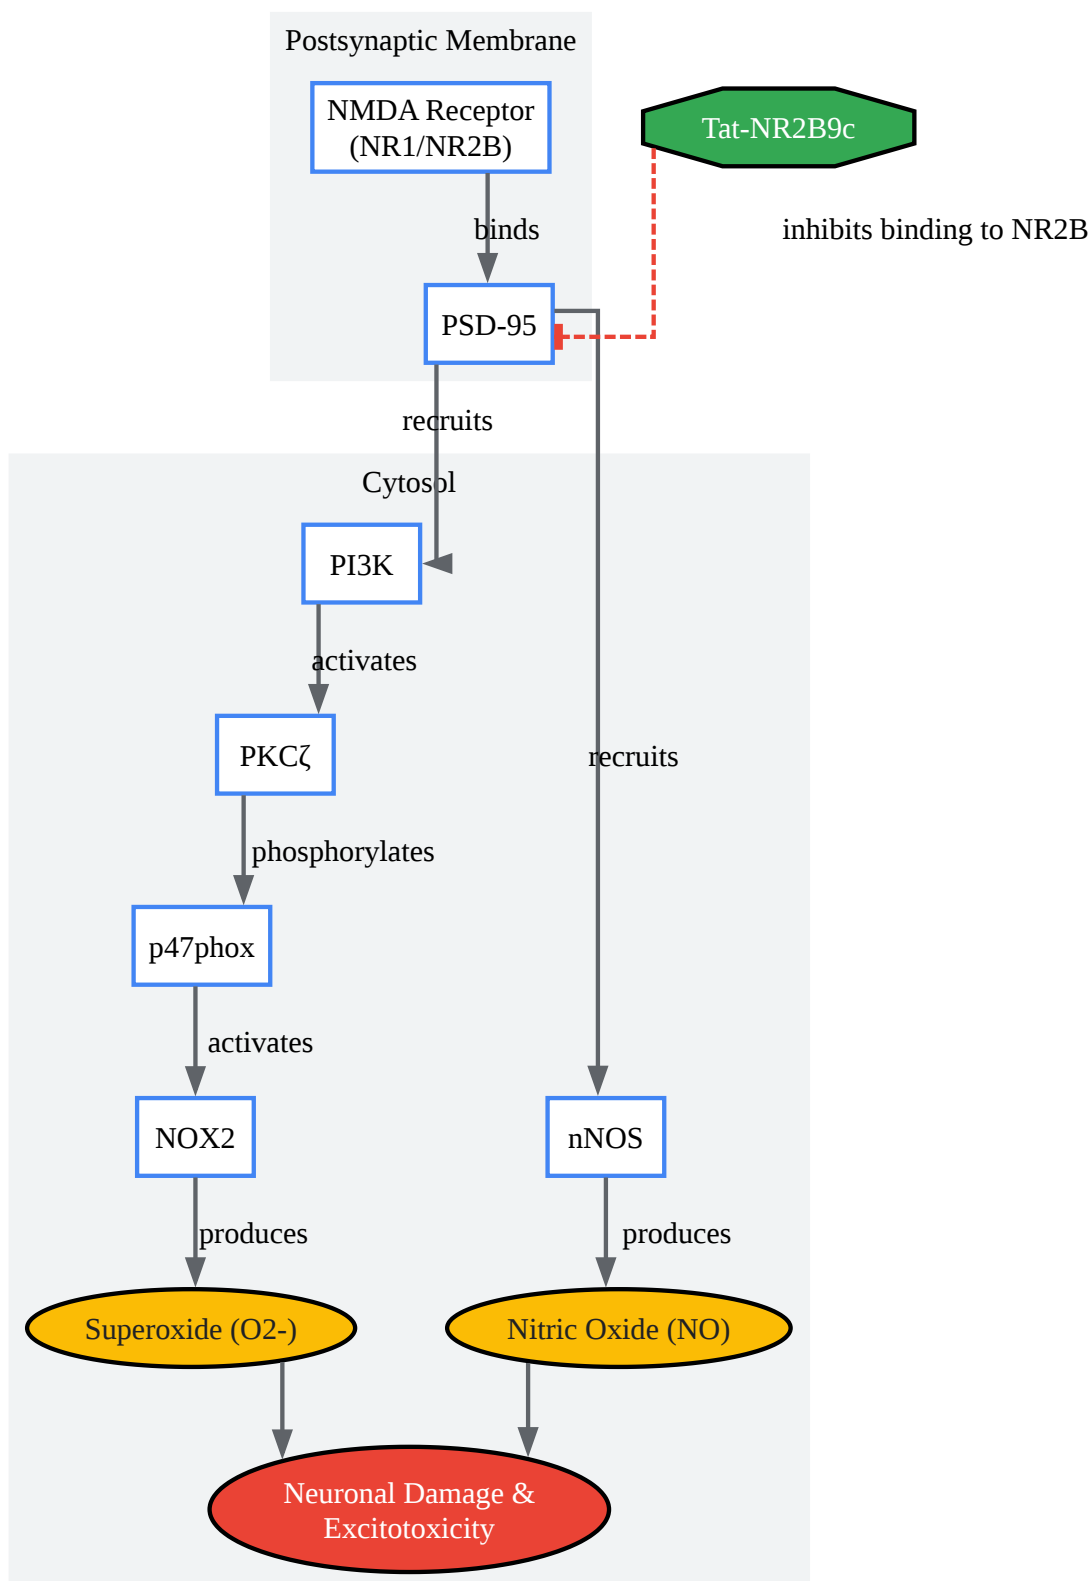 Postsynaptic Membrane
NMDA Receptor
(NR1/NR2B)
Tat-NR2B9c
binds
inhibits binding to NR2B
PSD-95
recruits
Cytosol
PI3K
activates
PKCζ
recruits
phosphorylates
p47phox
activates
NOX2
nNOS
produces
produces
Superoxide (O2-)
Nitric Oxide (NO)
Neuronal Damage &
Excitotoxicity